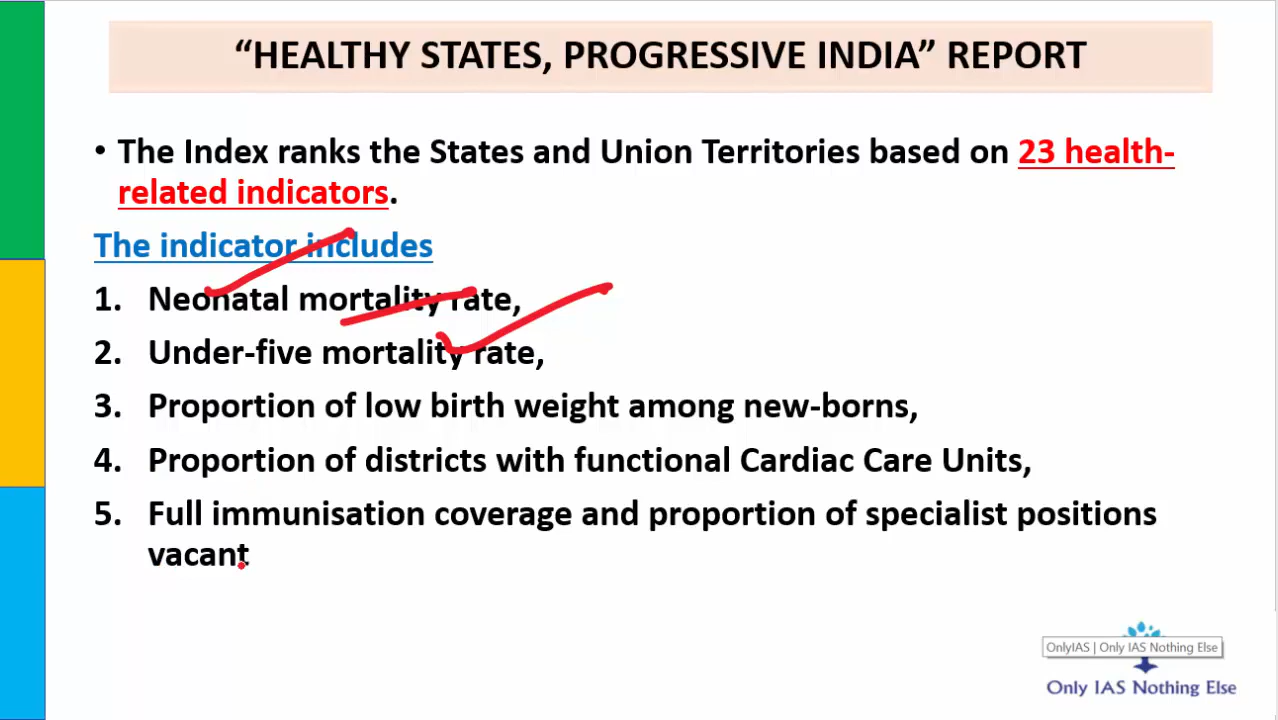 “HEALTHY STATES, PROGRESSIVE INDIA” REPORT
• The Index ranks the States and Union Territories based on 23 health-
related indicators.
The indicator includes
1. Neonatal mortality rate,
2. Under-five mortality rate,
3. Proportion of low birth weight among new-borns,
4. Proportion of districts with functional Cardiac Care Units,
5. Full immunisation coverage and proportion of specialist positions
vacant
OnlyIAS | Only IAS Nothing Else
Only IAS Nothing Else